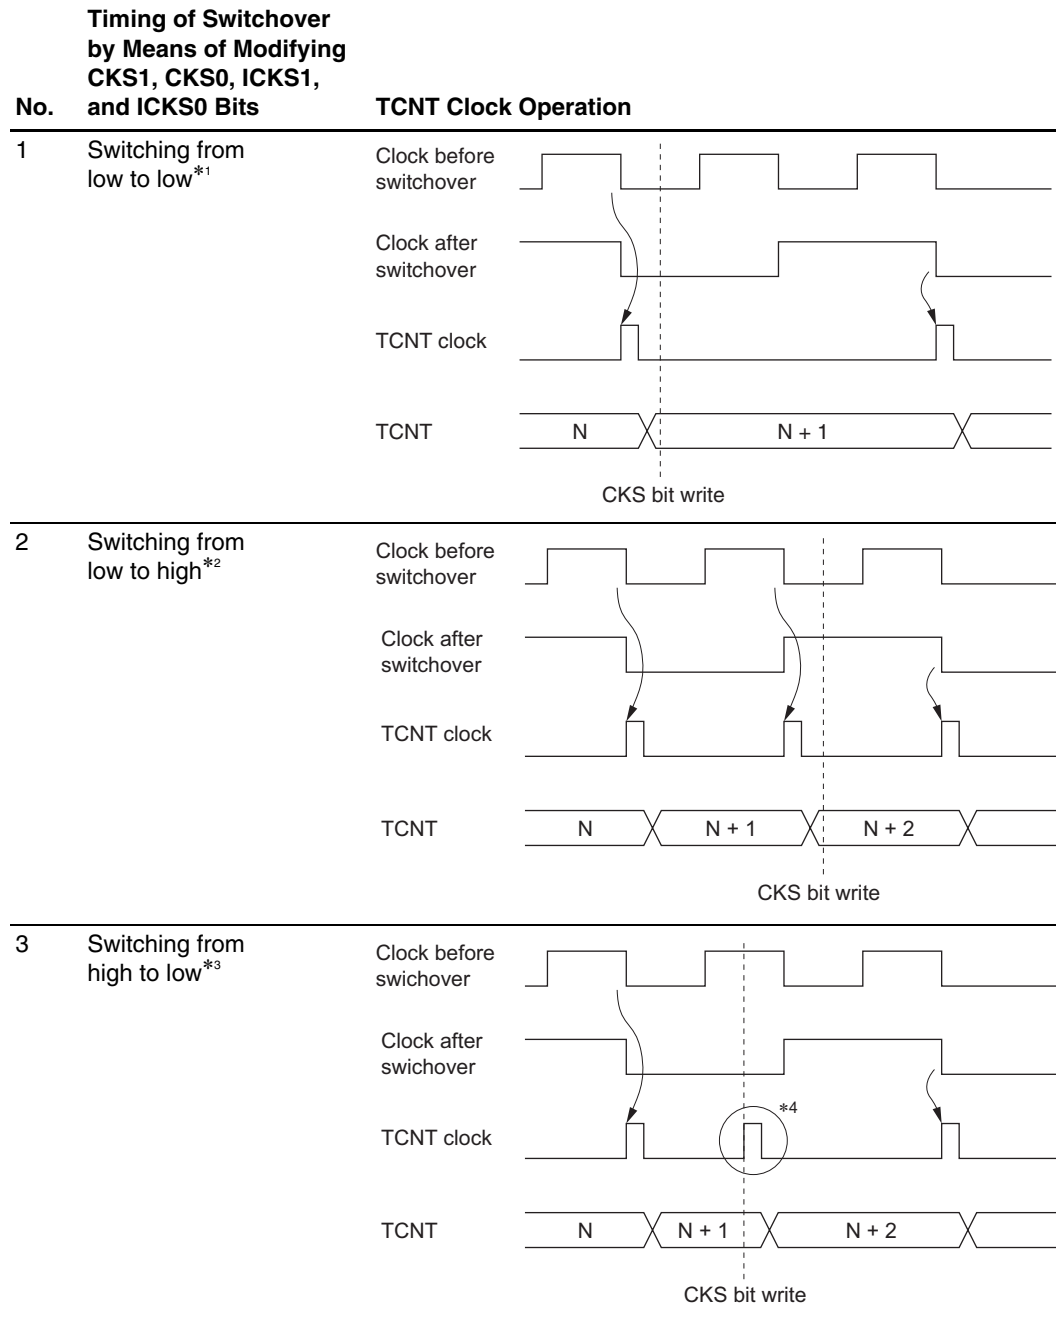 Timing of Switchover
by Means of Modifying
CKS1, CKS0, ICKS1,
No. and ICKS0 Bits TCNT Clock Operation
1 Switching from
low to low*1
Clock before
switchover
Clock after
switchover
TCNT clock
TCNT N N + 1
CKS bit write
2 Switching from
low to high*2
Clock before
switchover
Clock after
switchover
TCNT clock
TCNT N N + 1 N + 2
CKS bit write
3 Switching from
high to low*3
Clock before
swichover
Clock after
swichover
*4
TCNT clock
TCNT N N + 1 N + 2
CKS bit write